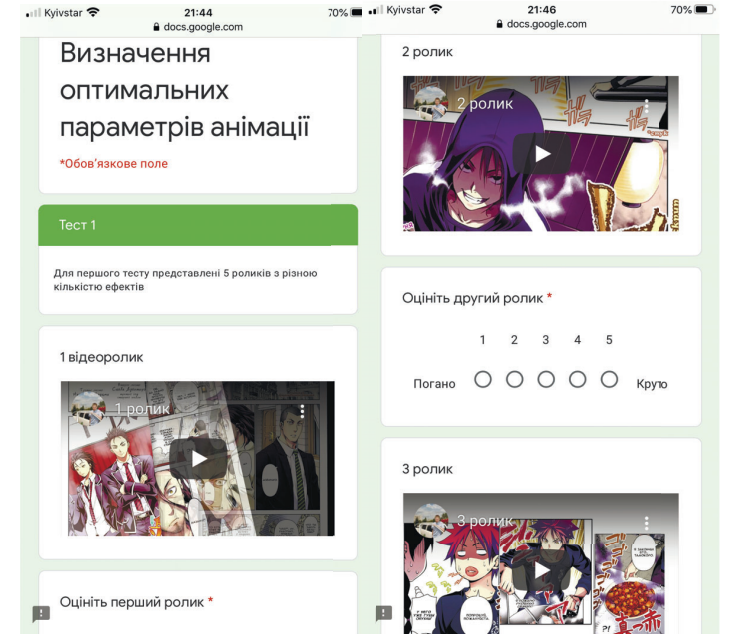 Kyivstar 21:44 70%
docs.google.com
Визначення
оптимальних
параметрів анімації
*Обов'язкове поле
Тест 1
Для першого тесту представлені 5 роликів з різною
кількістю ефектів
1 відеоролик
1 ролик
Оцініть перший ролик *
Kyivstar 21:46 70%
docs.google.com
2 ролик
2 ролик
Оцініть другий ролик *
1 2 3 4 5
Погано Круто
3 ролик
3 ролик